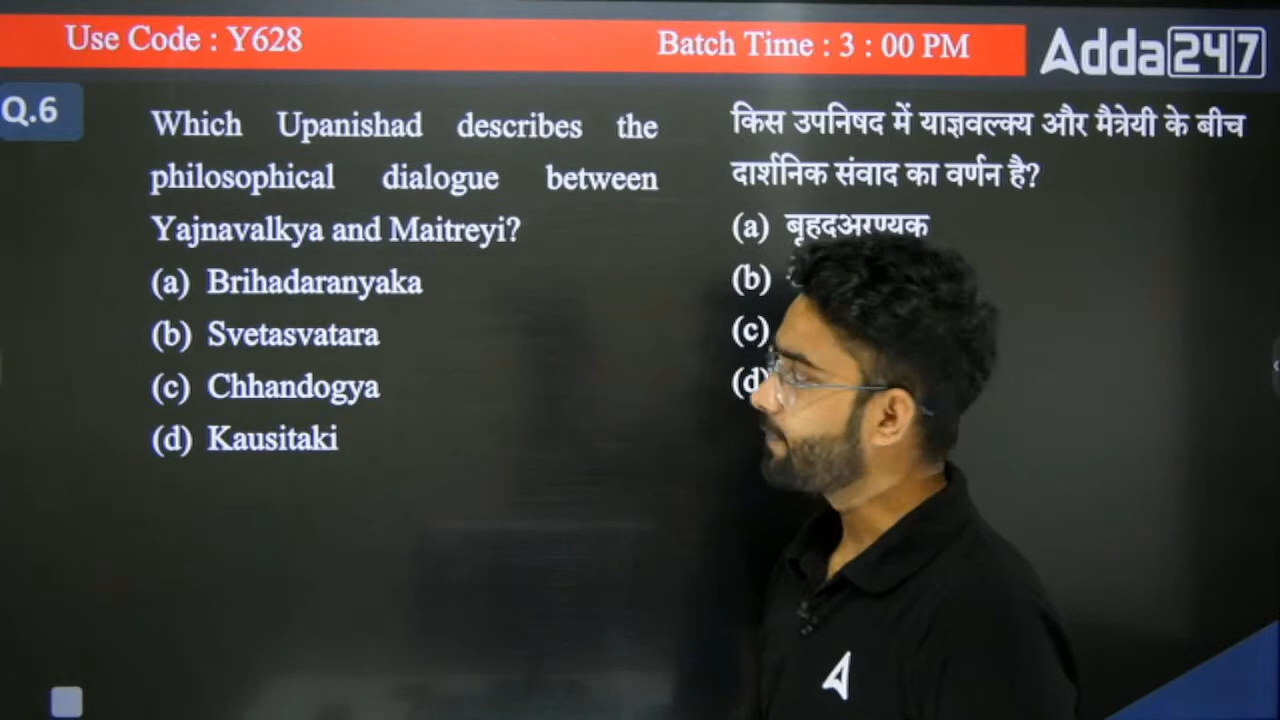 Use Code : Y628
Batch Time : 3 : 00 PM
Adda247
Q.6
Which Upanishad describes the
philosophical dialogue between
Yajnavalkya and Maitreyi?
(a) Brihadaranyaka
(b) Svetasvatara
(c) Chhandogya
(d) Kausitaki
किस उपनिषद में याज्ञवल्क्य और मैत्रेयी के बीच
दार्शनिक संवाद का वर्णन है?
(a) बृहदअरण्यक
(b)
(c)
(d)